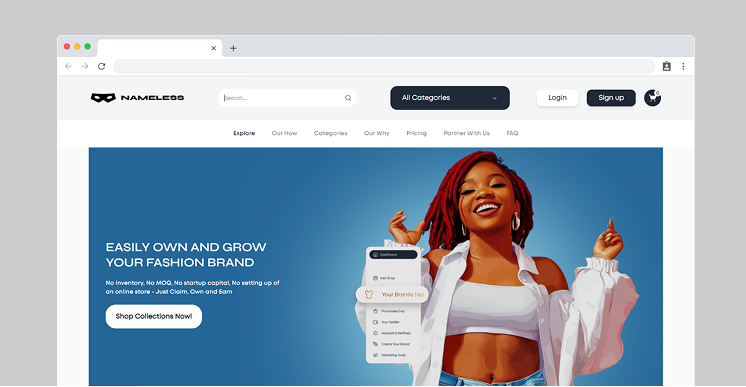 NAMELESS
Search...
All Categories
Login
Sign up
0
Explore
Our How
Categories
Our Why
Pricing
Partner With Us
FAQ
EASILY OWN AND GROW
YOUR FASHION BRAND
No Inventory, No MOQ, No startup capital, No setting up of
an online store - Just Claim, Own and Earn
Shop Collections Now!
Dashboard
Visit Shop
Your Brands (10)
Purchases
Your Wallet
Account & Settings
Create Your Brand
Marketing Tools